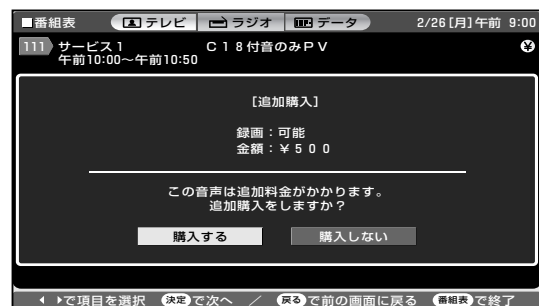 ■番組表 テレビ ラジオ データ 2/26[月]午前 9:00
111 サービス1 C18付音のみPV ¥
午前10:00～午前10:50
[追加購入]
録画：可能
金額：￥５００
この音声は追加料金がかかります。
追加購入をしますか？
購入する 購入しない
で項目を選択 決定で次へ ／ 戻るで前の画面に戻る 番組表で終了